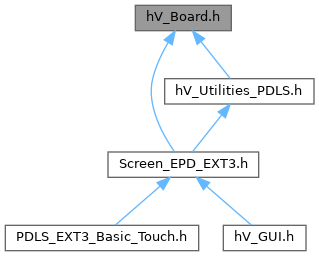 hV_Board.h
hV_Utilities_PDLS.h
Screen_EPD_EXT3.h
PDLS_EXT3_Basic_Touch.h
hV_GUI.h